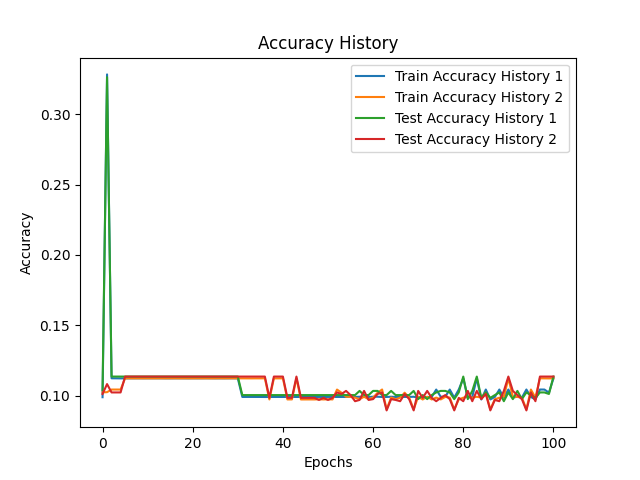 Accuracy History
Train Accuracy History 1
Train Accuracy History 2
Test Accuracy History 1
Test Accuracy History 2
Accuracy
0.30
0.25
0.20
0.15
0.10
0 20 40 60 80 100
Epochs